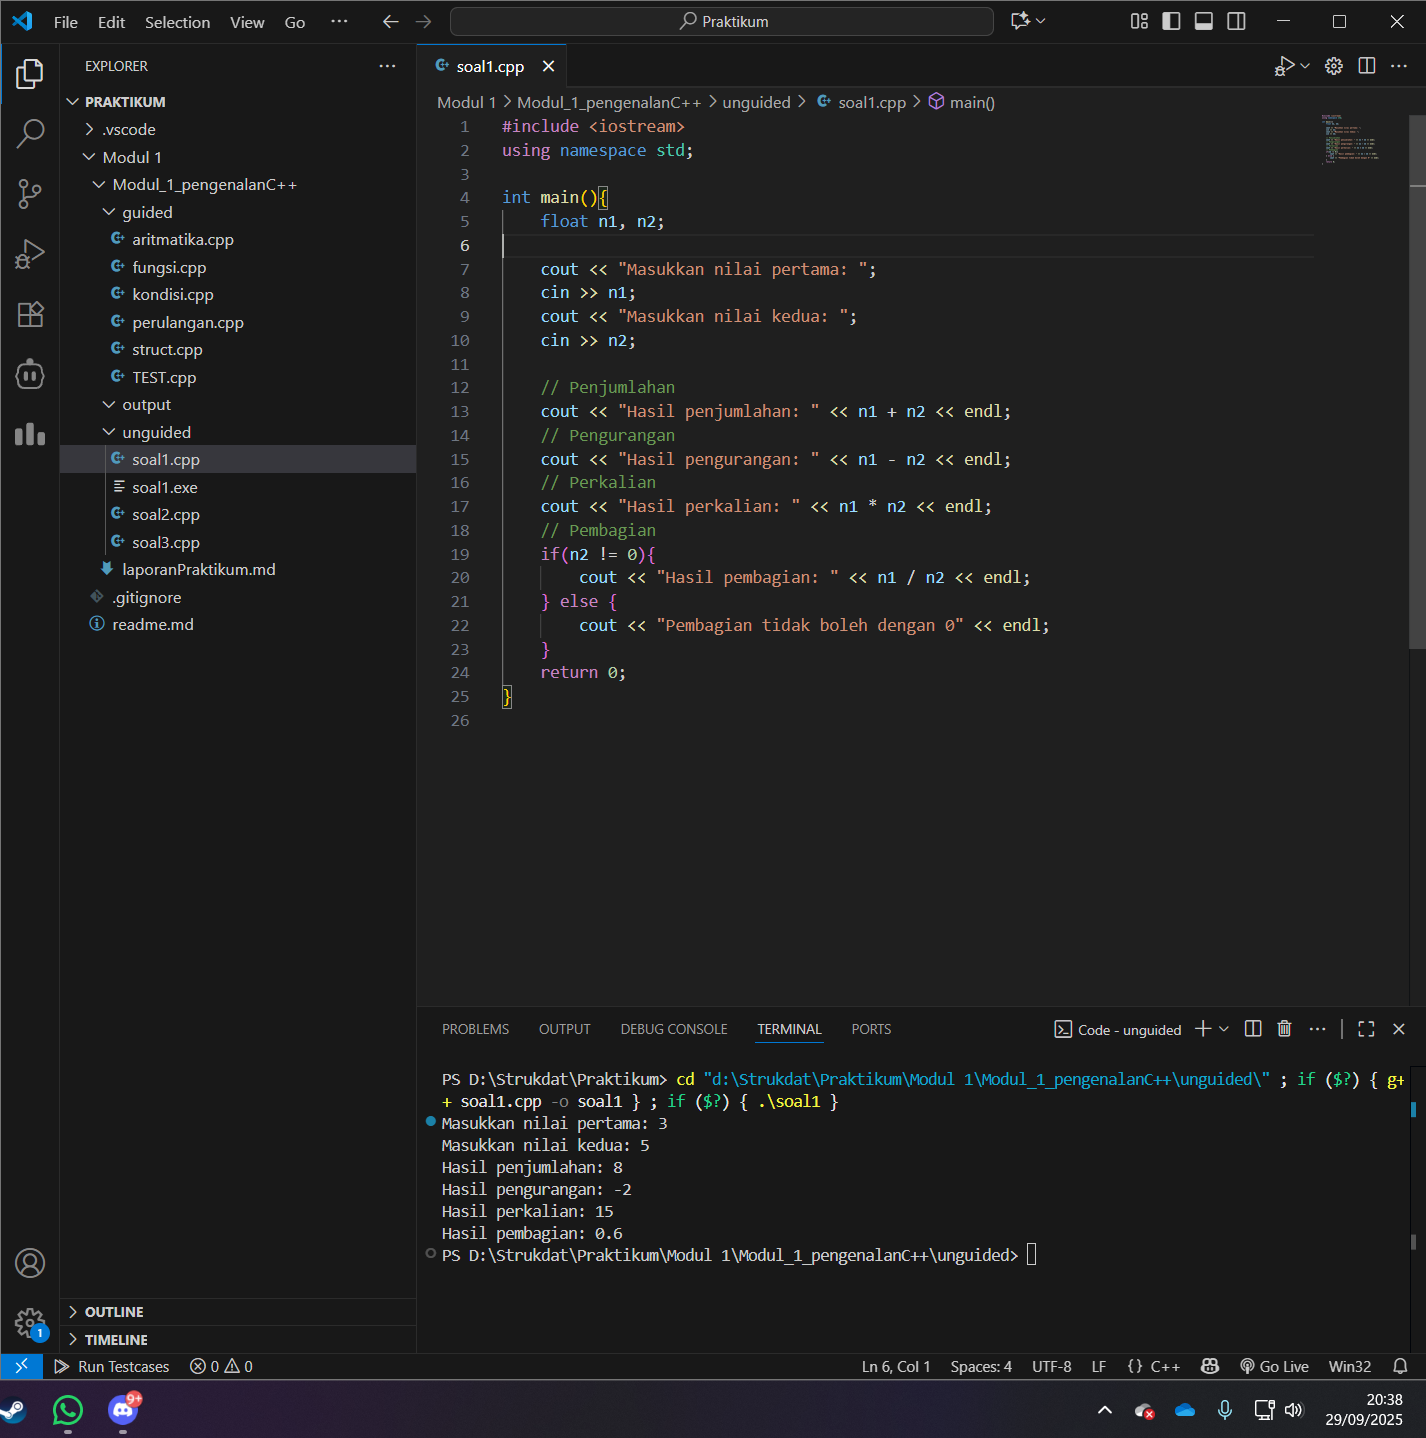 File Edit Selection View Go ··· Praktikum
EXPLORER ···
PRAKTIKUM
.vscode
Modul 1
Modul_1_pengenalanC++
guided
aritmatika.cpp
fungsi.cpp
kondisi.cpp
perulangan.cpp
struct.cpp
TEST.cpp
output
unguided
soal1.cpp
soal1.exe
soal2.cpp
soal3.cpp
laporanPraktikum.md
.gitignore
readme.md
OUTLINE
TIMELINE
soal1.cpp
Modul 1 > Modul_1_pengenalanC++ > unguided > soal1.cpp > main()
1 #include <iostream>
2 using namespace std;
3
4 int main(){
5 float n1, n2;
6
7 cout << "Masukkan nilai pertama: ";
8 cin >> n1;
9 cout << "Masukkan nilai kedua: ";
10 cin >> n2;
11
12 // Penjumlahan
13 cout << "Hasil penjumlahan: " << n1 + n2 << endl;
14 // Pengurangan
15 cout << "Hasil pengurangan: " << n1 - n2 << endl;
16 // Perkalian
17 cout << "Hasil perkalian: " << n1 * n2 << endl;
18 // Pembagian
19 if(n2 != 0){
20 cout << "Hasil pembagian: " << n1 / n2 << endl;
21 } else {
22 cout << "Pembagian tidak boleh dengan 0" << endl;
23 }
24 return 0;
25 }
26
PROBLEMS OUTPUT DEBUG CONSOLE TERMINAL PORTS Code - unguided
PS D:\Strukdat\Praktikum> cd "d:\Strukdat\Praktikum\Modul 1\Modul_1_pengenalanC++\unguided\" ; if ($?) { g+
+ soal1.cpp -o soal1 } ; if ($?) { .\soal1 }
Masukkan nilai pertama: 3
Masukkan nilai kedua: 5
Hasil penjumlahan: 8
Hasil pengurangan: -2
Hasil perkalian: 15
Hasil pembagian: 0.6
PS D:\Strukdat\Praktikum\Modul 1\Modul_1_pengenalanC++\unguided>
1
Run Testcases 0 0 Ln 6, Col 1 Spaces: 4 UTF-8 LF {} C++ Go Live Win32
9+
20:38
29/09/2025